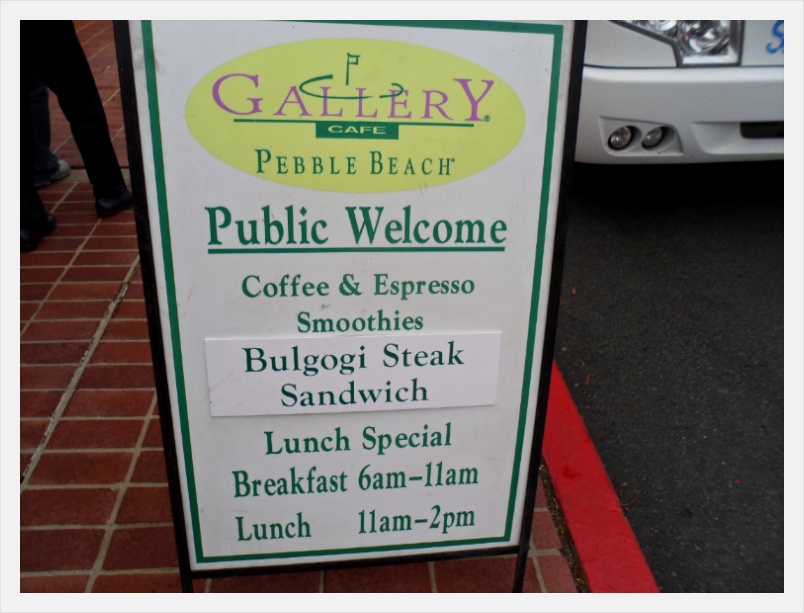 GALLERY®
CAFE
PEBBLE BEACH®
Public Welcome
Coffee & Espresso
Smoothies
Bulgogi Steak
Sandwich
Lunch Special
Breakfast 6am-11am
Lunch 11am-2pm